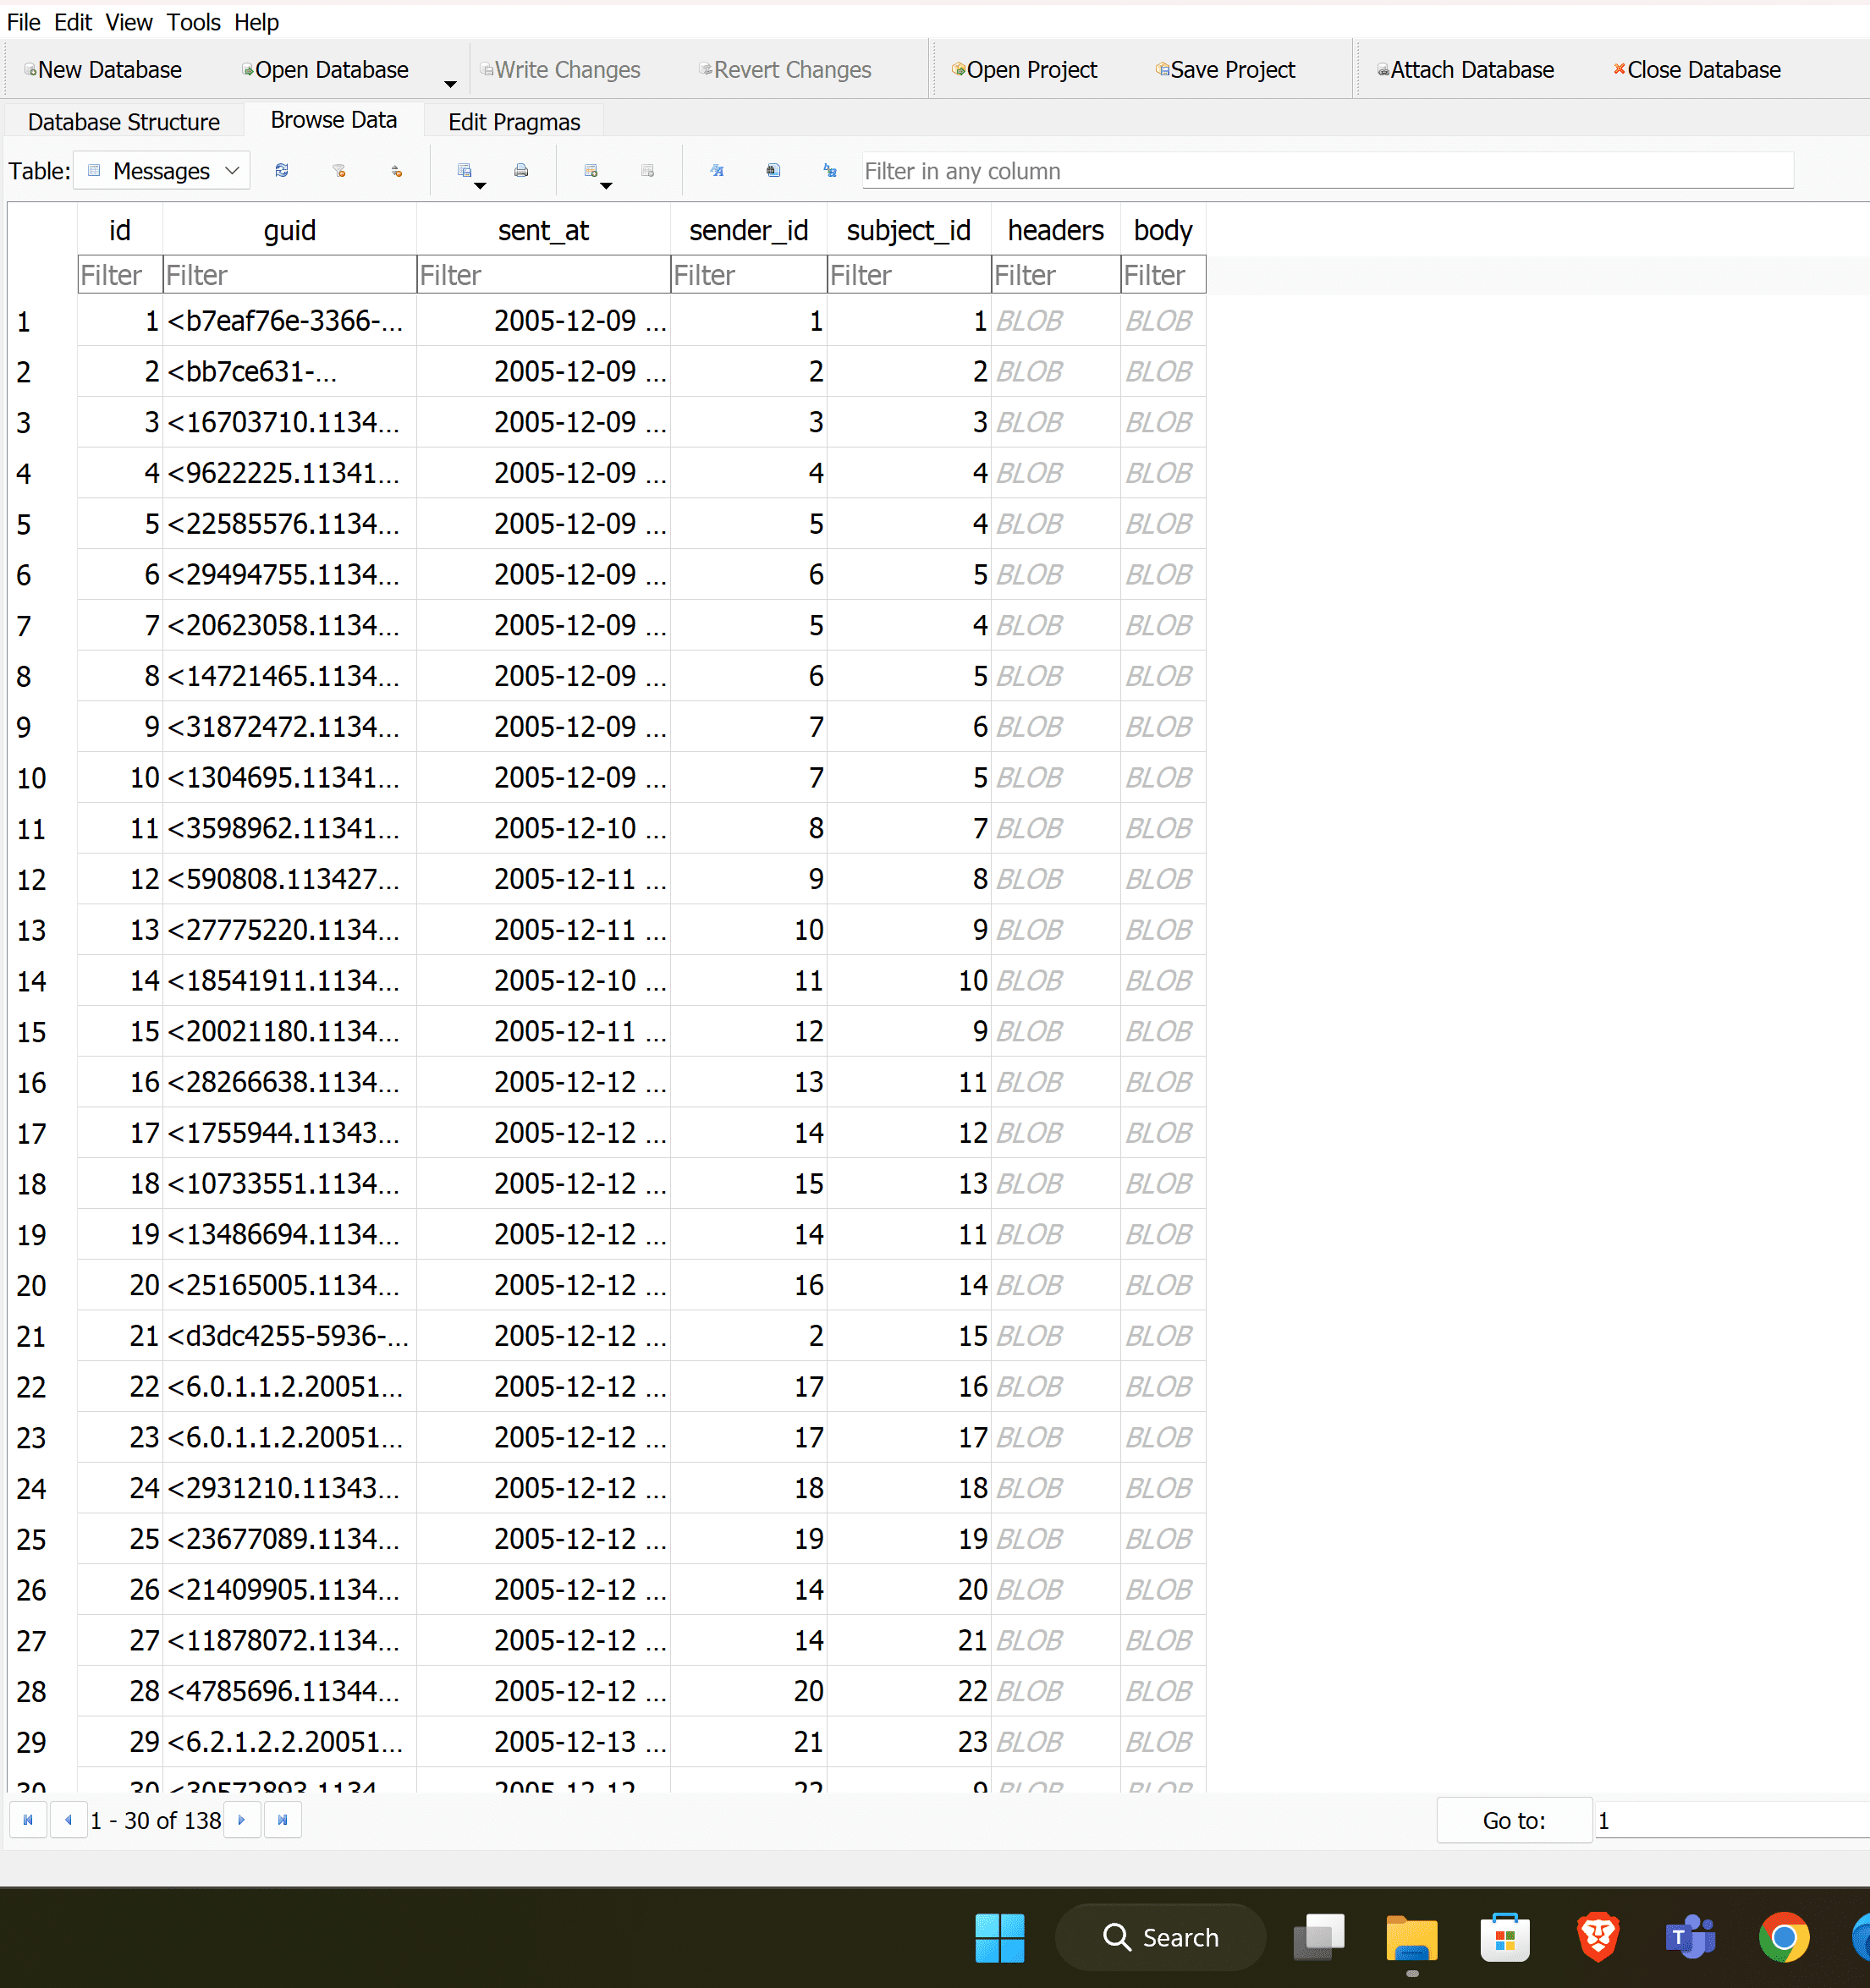 File Edit View Tools Help
New Database Open Database Write Changes Revert Changes Open Project Save Project Attach Database Close Database
Database Structure Browse Data Edit Pragmas
Table: Messages Filter in any column
id guid sent_at sender_id subject_id headers body
Filter Filter Filter Filter Filter Filter Filter
1 1 <b7eaf76e-3366-... 2005-12-09 ... 1 1 BLOB BLOB
2 2 <bb7ce631-... 2005-12-09 ... 2 2 BLOB BLOB
3 3 <16703710.1134... 2005-12-09 ... 3 3 BLOB BLOB
4 4 <9622225.11341... 2005-12-09 ... 4 4 BLOB BLOB
5 5 <22585576.1134... 2005-12-09 ... 5 4 BLOB BLOB
6 6 <29494755.1134... 2005-12-09 ... 6 5 BLOB BLOB
7 7 <20623058.1134... 2005-12-09 ... 5 4 BLOB BLOB
8 8 <14721465.1134... 2005-12-09 ... 6 5 BLOB BLOB
9 9 <31872472.1134... 2005-12-09 ... 7 6 BLOB BLOB
10 10 <1304695.11341... 2005-12-09 ... 7 5 BLOB BLOB
11 11 <3598962.11341... 2005-12-10 ... 8 7 BLOB BLOB
12 12 <590808.113427... 2005-12-11 ... 9 8 BLOB BLOB
13 13 <27775220.1134... 2005-12-11 ... 10 9 BLOB BLOB
14 14 <18541911.1134... 2005-12-10 ... 11 10 BLOB BLOB
15 15 <20021180.1134... 2005-12-11 ... 12 9 BLOB BLOB
16 16 <28266638.1134... 2005-12-12 ... 13 11 BLOB BLOB
17 17 <1755944.11343... 2005-12-12 ... 14 12 BLOB BLOB
18 18 <10733551.1134... 2005-12-12 ... 15 13 BLOB BLOB
19 19 <13486694.1134... 2005-12-12 ... 14 11 BLOB BLOB
20 20 <25165005.1134... 2005-12-12 ... 16 14 BLOB BLOB
21 21 <d3dc4255-5936-... 2005-12-12 ... 2 15 BLOB BLOB
22 22 <6.0.1.1.2.20051... 2005-12-12 ... 17 16 BLOB BLOB
23 23 <6.0.1.1.2.20051... 2005-12-12 ... 17 17 BLOB BLOB
24 24 <2931210.11343... 2005-12-12 ... 18 18 BLOB BLOB
25 25 <23677089.1134... 2005-12-12 ... 19 19 BLOB BLOB
26 26 <21409905.1134... 2005-12-12 ... 14 20 BLOB BLOB
27 27 <11878072.1134... 2005-12-12 ... 14 21 BLOB BLOB
28 28 <4785696.11344... 2005-12-12 ... 20 22 BLOB BLOB
29 29 <6.2.1.2.2.20051... 2005-12-13 ... 21 23 BLOB BLOB
30 30 <30572893.1134... 2005-12-12 ... 22 9 BLOB BLOB
1 - 30 of 138 Go to: 1
Search